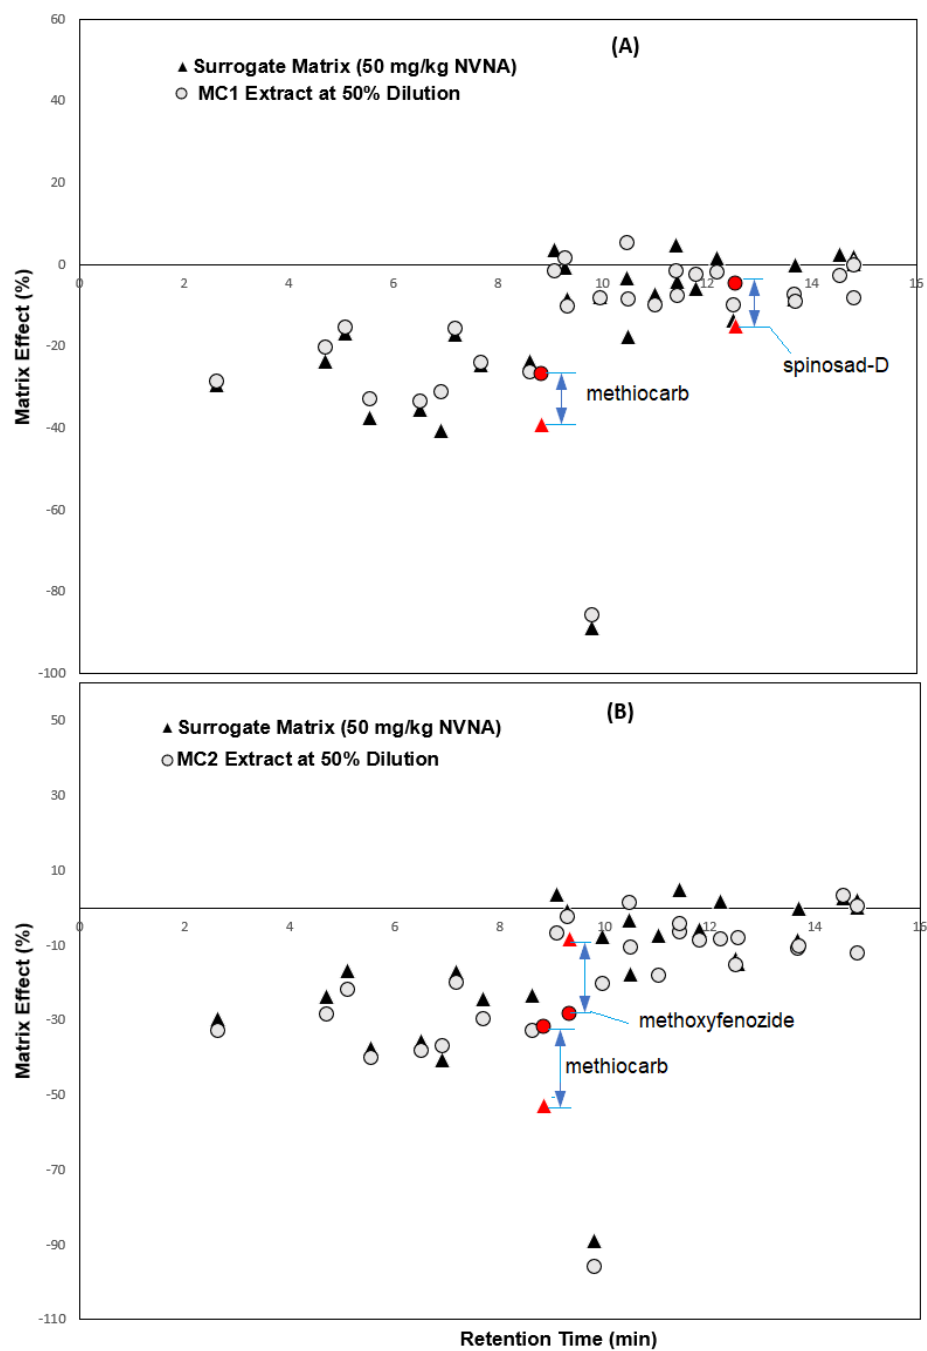 60
(A)
▲ Surrogate Matrix (50 mg/kg NVNA)
MC1 Extract at 50% Dilution
40
20
0
0 2 4 6 8 10 12 14 16
-20
-40
-60
-80
-100
Matrix Effect (%)
spinosad-D
methiocarb
(B)
▲ Surrogate Matrix (50 mg/kg NVNA)
MC2 Extract at 50% Dilution
50
30
10
0 2 4 6 8 10 12 14 16
-10
-30
-50
-70
-90
-110
Matrix Effect (%)
methoxyfenozide
methiocarb
Retention Time (min)